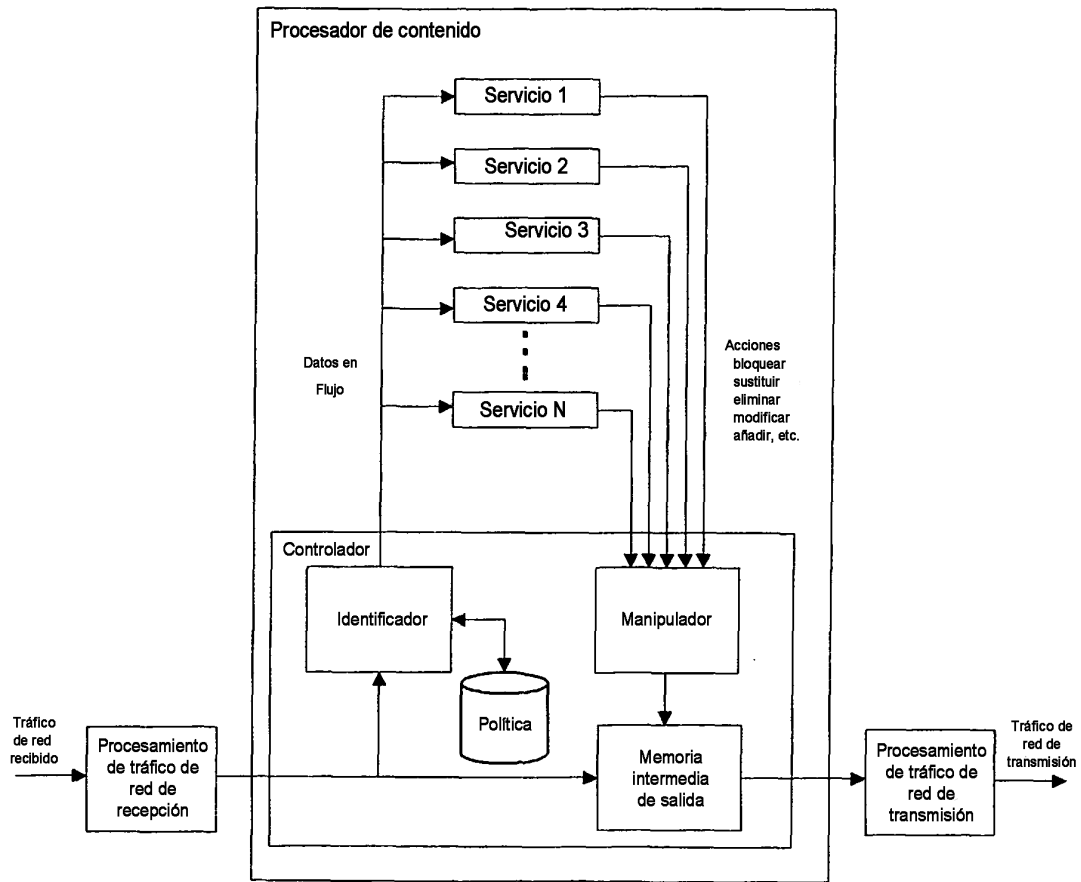 Procesador de contenido
Servicio 1
Servicio 2
Servicio 3
Servicio 4
Servicio N
Datos en
Flujo
Acciones
bloquear
sustituir
eliminar
modificar
añadir, etc.
Controlador
Identificador
Manipulador
Política
Memoria
intermedia
de salida
Tráfico
de red
recibido
Procesamiento
de tráfico de
red de
recepción
Procesamiento
de tráfico de
red de
transmisión
Tráfico de
red de
transmisión